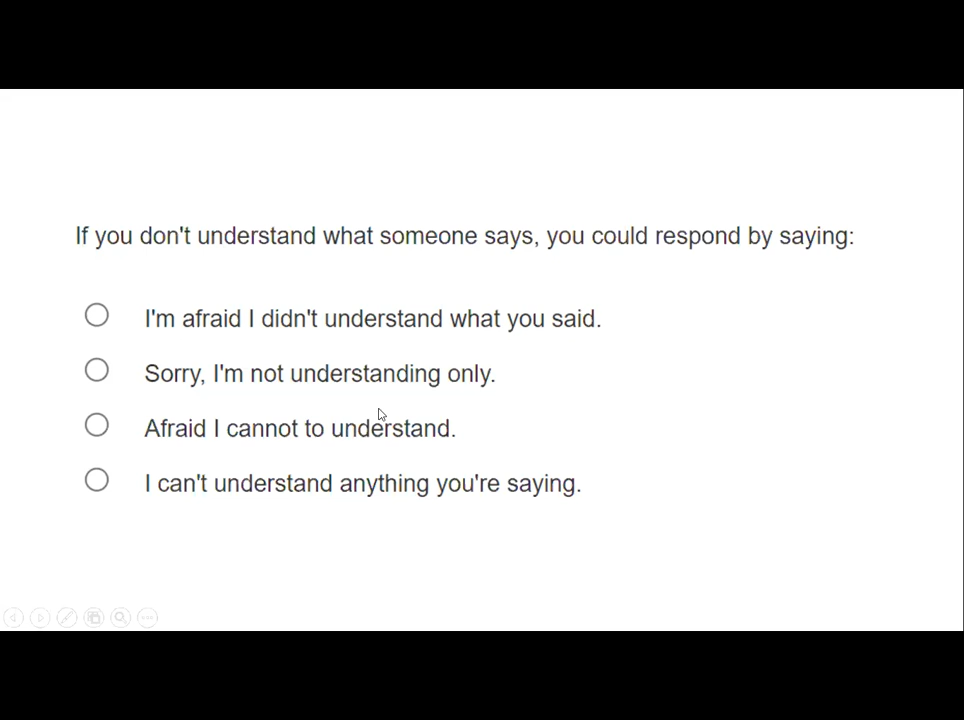 If you don't understand what someone says, you could respond by saying:
I'm afraid I didn't understand what you said.
Sorry, I'm not understanding only.
Afraid I cannot to understand.
I can't understand anything you're saying.